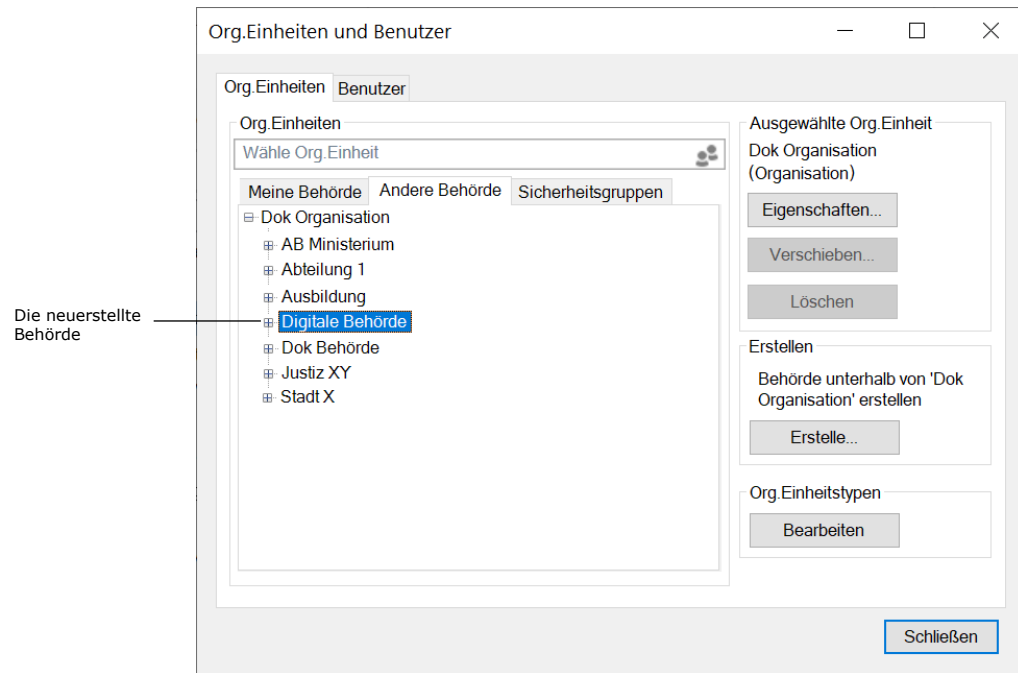 Org.Einheiten und Benutzer
Org.Einheiten
Benutzer
Org.Einheiten
Wähle Org.Einheit
Meine Behörde
Andere Behörde
Sicherheitsgruppen
Dok Organisation
AB Ministerium
Abteilung 1
Ausbildung
Digitale Behörde
Dok Behörde
Justiz XY
Stadt X
Die neuerstellte
Behörde
Ausgewählte Org.Einheit
Dok Organisation
(Organisation)
Eigenschaften...
Verschieben...
Löschen
Erstellen
Behörde unterhalb von 'Dok
Organisation' erstellen
Erstelle...
Org.Einheitstypen
Bearbeiten
Schließen